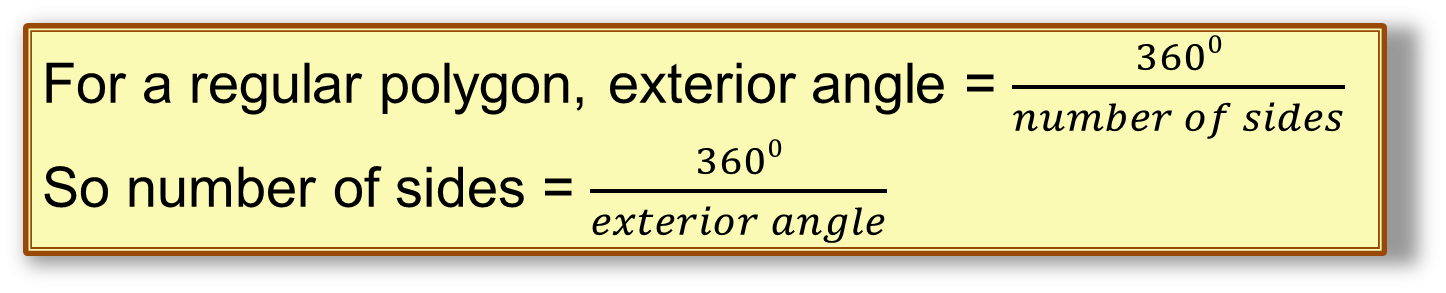 For a regular polygon, exterior angle = 360⁰/number of sides
So number of sides = 360⁰/exterior angle